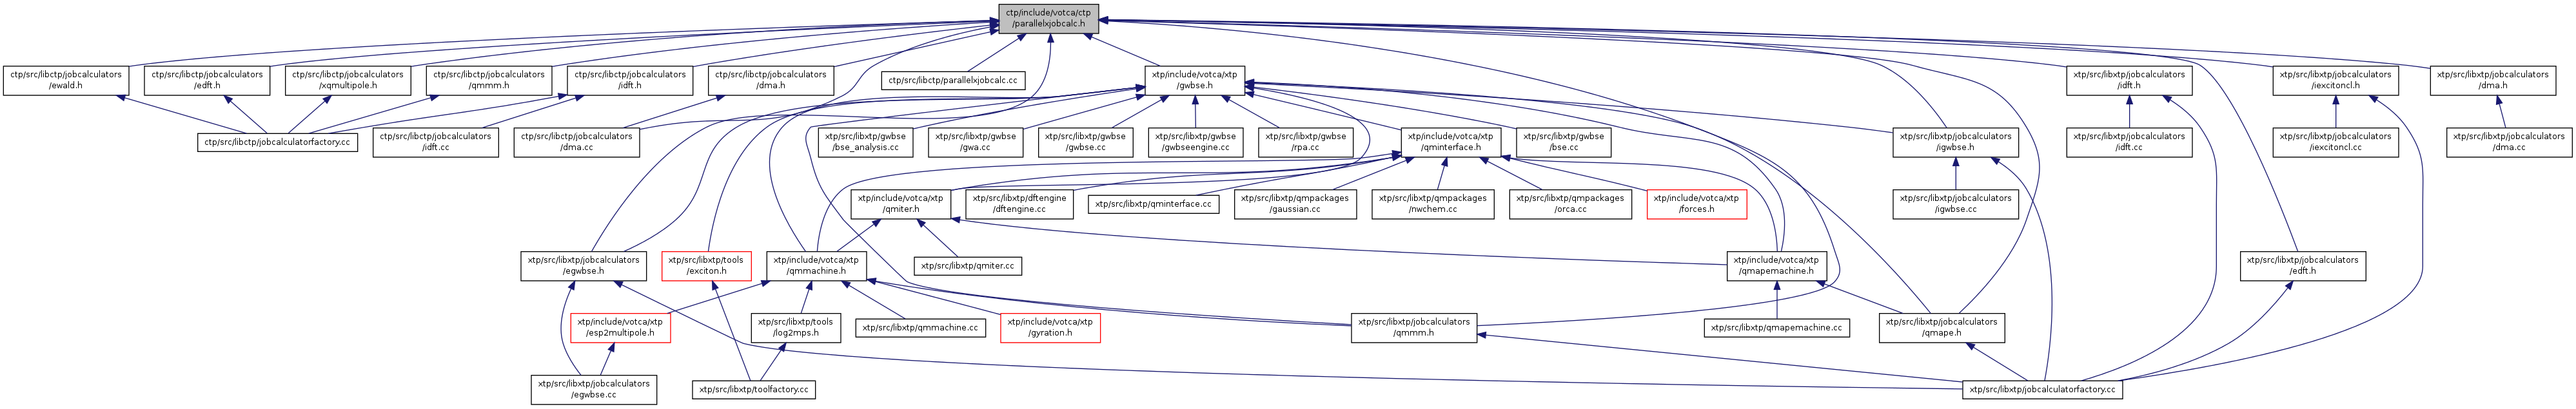 ctp/include/votca/ctp
/parallelxjobcalc.h
ctp/src/libctp/jobcalculators
/ewald.h
ctp/src/libctp/jobcalculators
/edft.h
ctp/src/libctp/jobcalculators
/xqmultipole.h
ctp/src/libctp/jobcalculators
/qmmm.h
ctp/src/libctp/jobcalculators
/idft.h
ctp/src/libctp/jobcalculators
/dma.h
ctp/src/libctp/parallelxjobcalc.cc
xtp/include/votca/xtp
/gwbse.h
xtp/src/libxtp/jobcalculators
/idft.h
xtp/src/libxtp/jobcalculators
/iexcitoncl.h
xtp/src/libxtp/jobcalculators
/dma.h
ctp/src/libctp/jobcalculatorfactory.cc
ctp/src/libctp/jobcalculators
/idft.cc
ctp/src/libctp/jobcalculators
/dma.cc
xtp/src/libxtp/gwbse
/bse_analysis.cc
xtp/src/libxtp/gwbse
/gwa.cc
xtp/src/libxtp/gwbse
/gwbse.cc
xtp/src/libxtp/gwbse
/gwbseengine.cc
xtp/src/libxtp/gwbse
/rpa.cc
xtp/include/votca/xtp
/qminterface.h
xtp/src/libxtp/gwbse
/bse.cc
xtp/src/libxtp/jobcalculators
/igwbse.h
xtp/src/libxtp/jobcalculators
/idft.cc
xtp/src/libxtp/jobcalculators
/iexcitoncl.cc
xtp/src/libxtp/jobcalculators
/dma.cc
xtp/include/votca/xtp
/qmiter.h
xtp/src/libxtp/dftengine
/dftengine.cc
xtp/src/libxtp/qminterface.cc
xtp/src/libxtp/qmpackages
/gaussian.cc
xtp/src/libxtp/qmpackages
/nwchem.cc
xtp/src/libxtp/qmpackages
/orca.cc
xtp/include/votca/xtp
/forces.h
xtp/src/libxtp/jobcalculators
/igwbse.cc
xtp/src/libxtp/jobcalculators
/egwbse.h
xtp/src/libxtp/tools
/exciton.h
xtp/include/votca/xtp
/qmmachine.h
xtp/src/libxtp/qmiter.cc
xtp/include/votca/xtp
/qmapemachine.h
xtp/src/libxtp/jobcalculators
/edft.h
xtp/include/votca/xtp
/esp2multipole.h
xtp/src/libxtp/tools
/log2mps.h
xtp/src/libxtp/qmmachine.cc
xtp/include/votca/xtp
/gyration.h
xtp/src/libxtp/jobcalculators
/qmmm.h
xtp/src/libxtp/qmapemachine.cc
xtp/src/libxtp/jobcalculators
/qmape.h
xtp/src/libxtp/jobcalculators
/egwbse.cc
xtp/src/libxtp/toolfactory.cc
xtp/src/libxtp/jobcalculatorfactory.cc